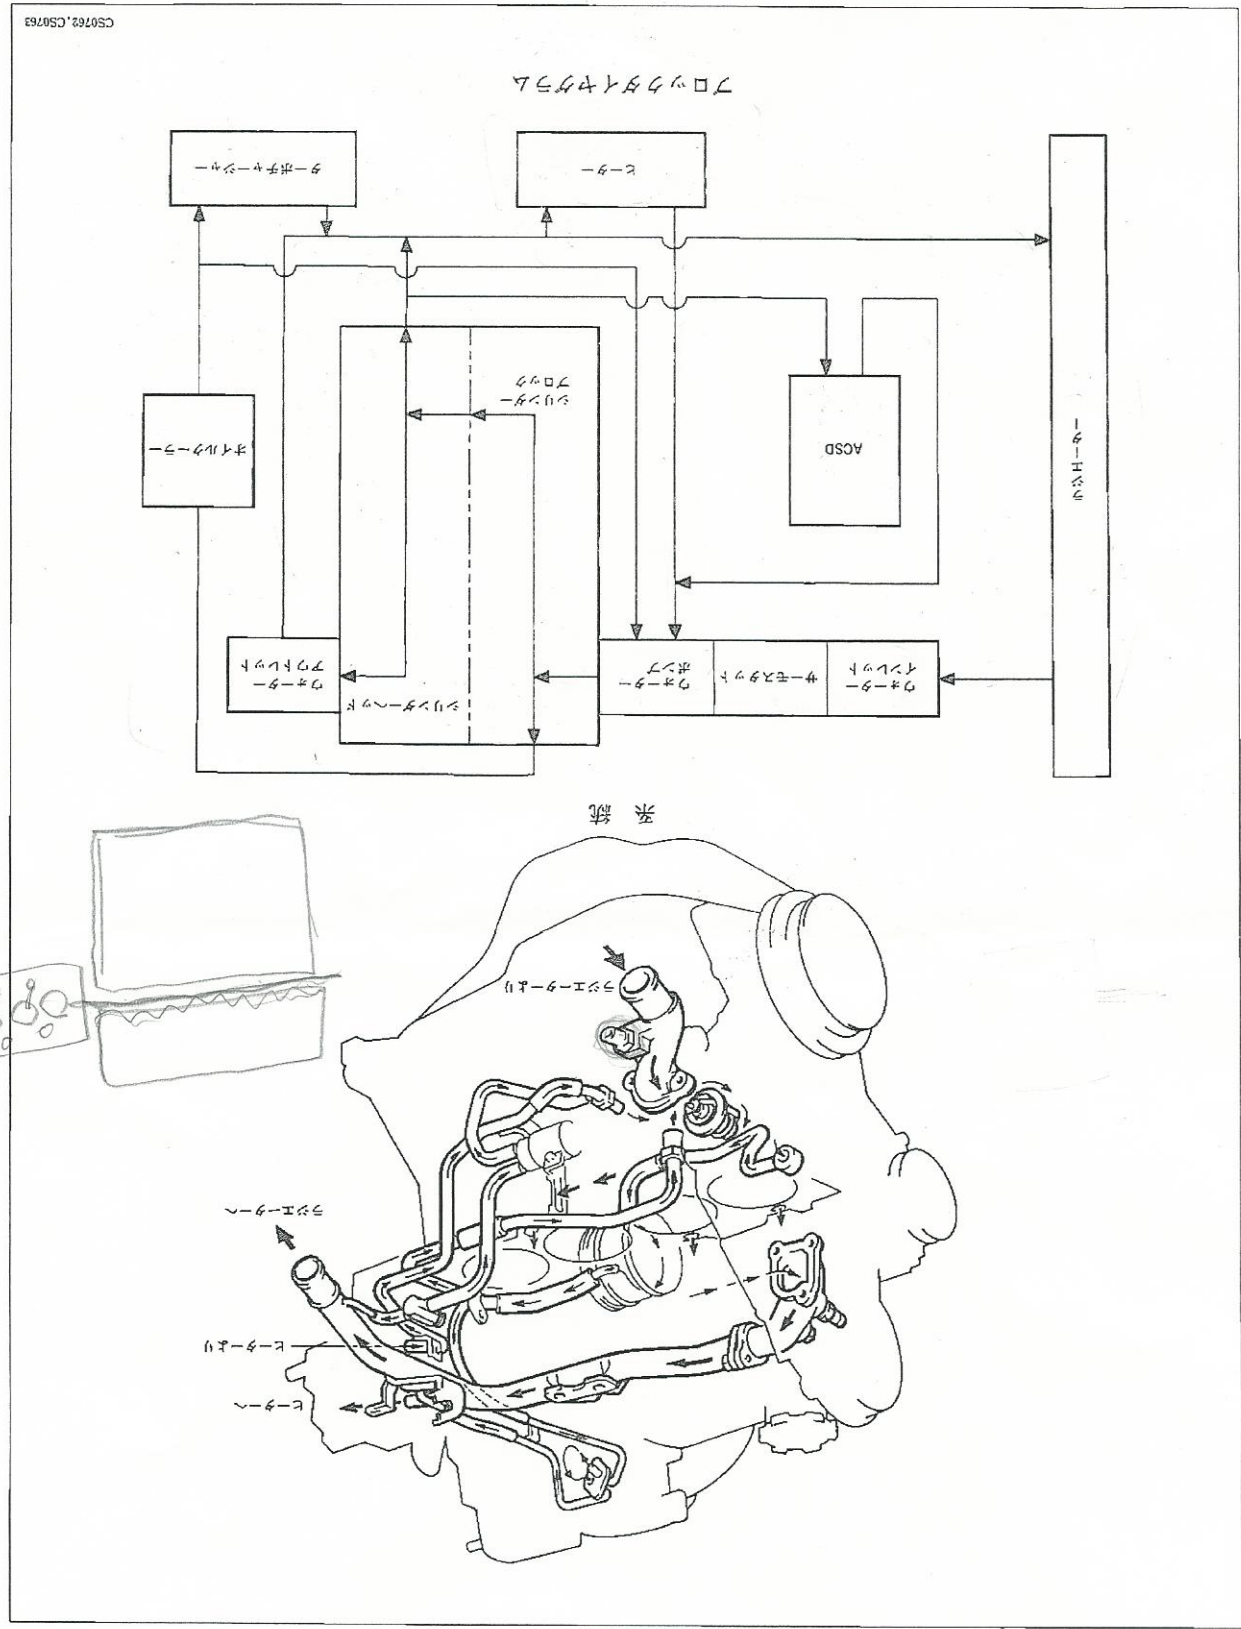 系統
ラジエーターへ
ヒーターより
ヒーターへ
ラジエーターより
ラジエーター
ウォーター
インレット
サーモスタット
ウォーター
ポンプ
シリンダーヘッド
ウォーター
アウトレット
ACSD
シリンダー
ブロック
オイルクーラー
ヒーター
ターボチャージャー
ブロックダイヤグラム
CS0762,CS0763